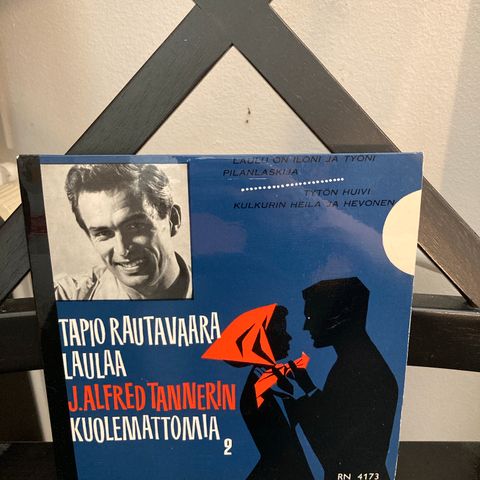 LAULU ON ILONI JA TYÖNI
PILANLASKIJA
TYTÖN HUIVI
KULKURIN HEILA JA HEVONEN
TAPIO RAUTAVAARA
LAULAA
J. ALFRED TANNERIN
KUOLEMATTOMIA
2
RN 4173